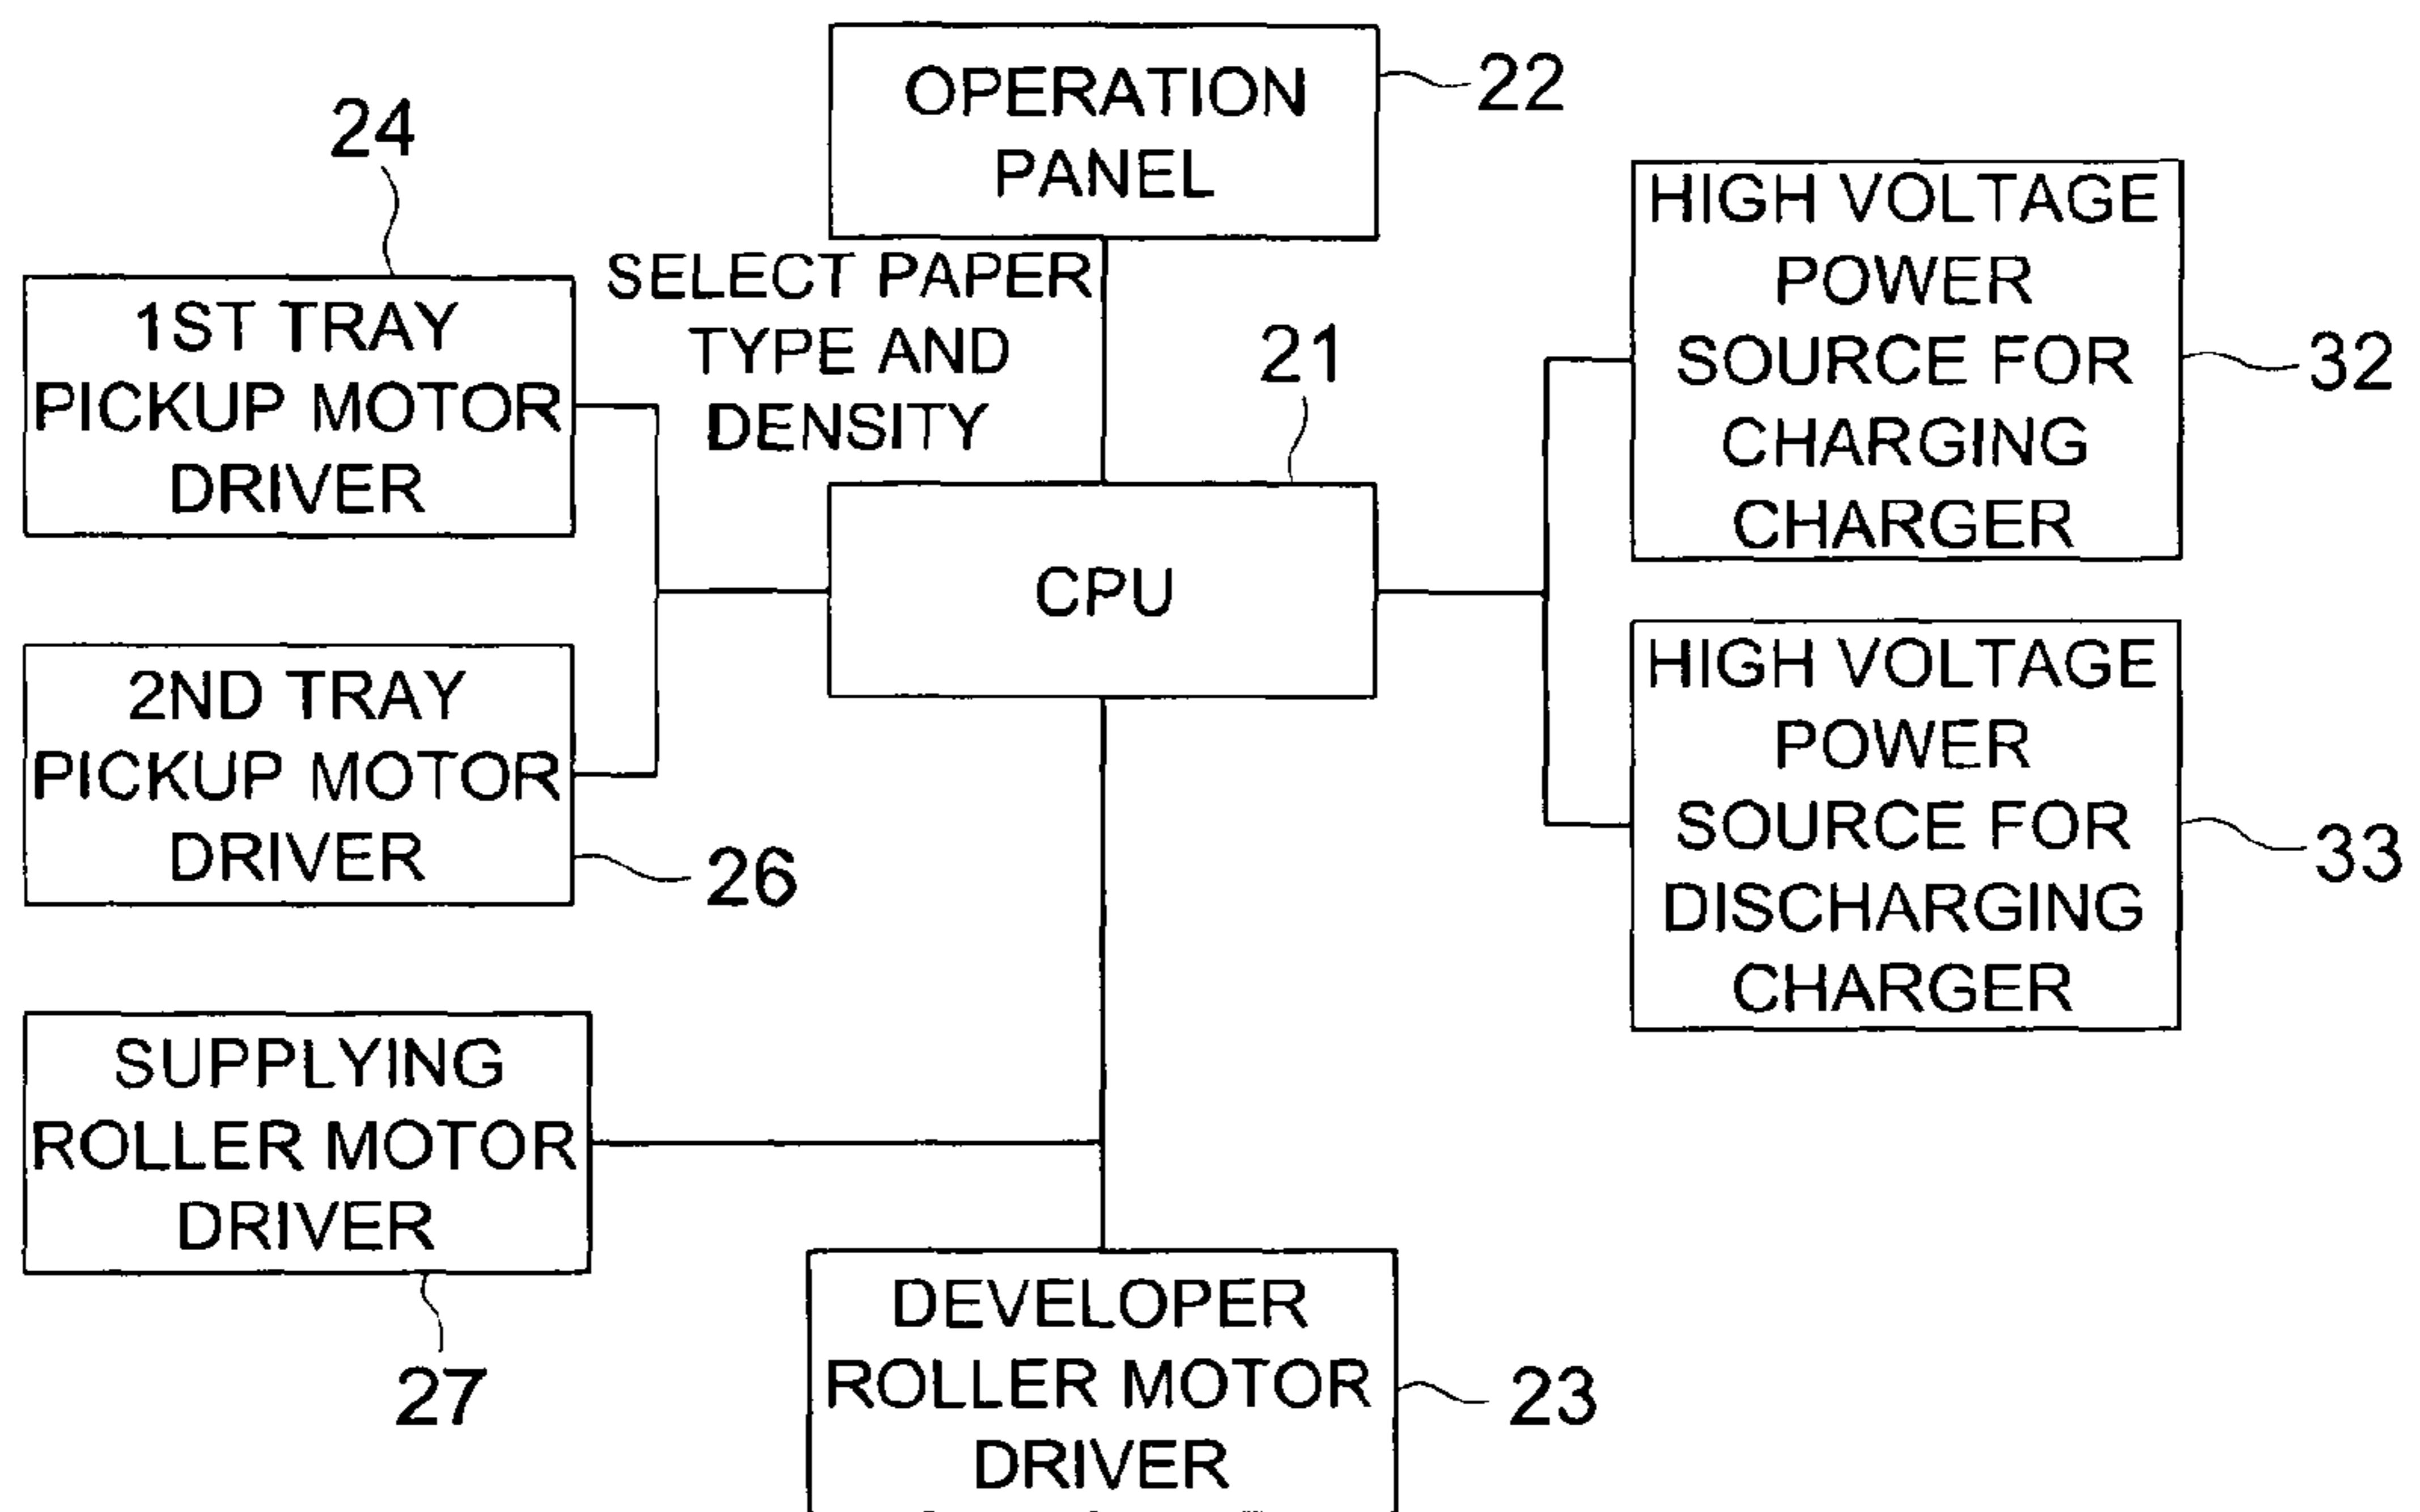 OPERATION
PANEL
22
24
1ST TRAY
PICKUP MOTOR
DRIVER
SELECT PAPER
TYPE AND
DENSITY
21
HIGH VOLTAGE
POWER
SOURCE FOR
CHARGING
CHARGER
32
CPU
2ND TRAY
PICKUP MOTOR
DRIVER
26
HIGH VOLTAGE
POWER
SOURCE FOR
DISCHARGING
CHARGER
33
SUPPLYING
ROLLER MOTOR
DRIVER
27
DEVELOPER
ROLLER MOTOR
DRIVER
23